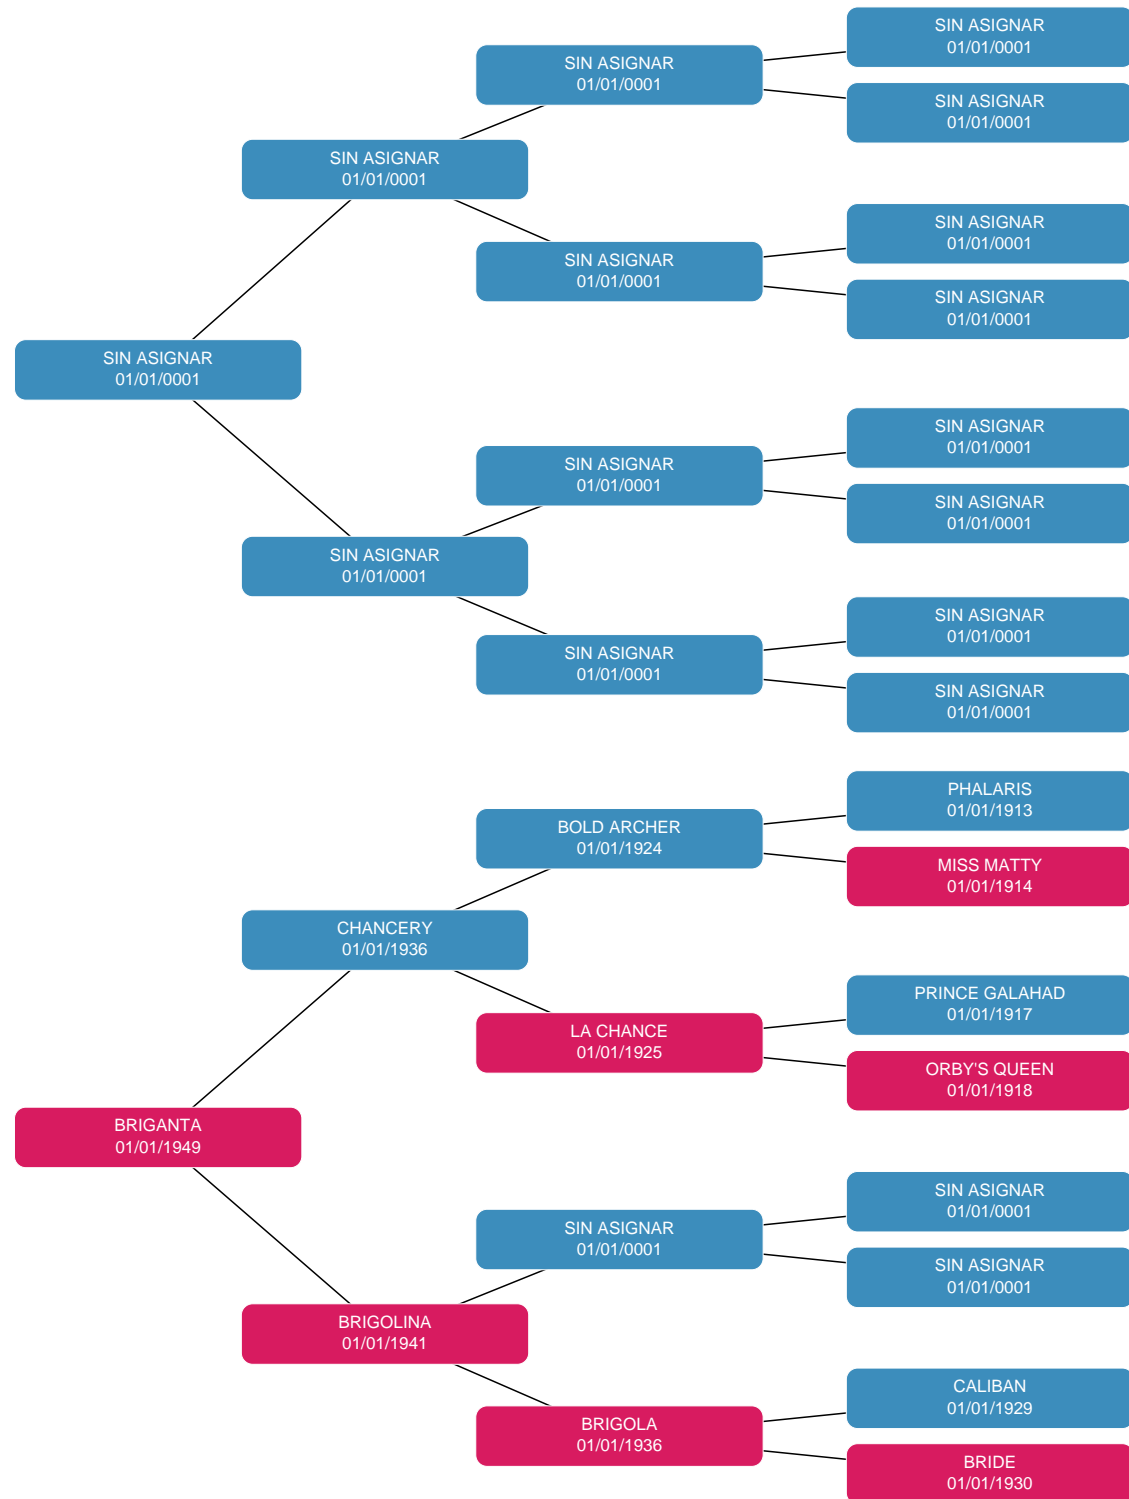 SIN ASIGNAR
01/01/0001
SIN ASIGNAR
01/01/0001
SIN ASIGNAR
01/01/0001
SIN ASIGNAR
01/01/0001
SIN ASIGNAR
01/01/0001
SIN ASIGNAR
01/01/0001
SIN ASIGNAR
01/01/0001
SIN ASIGNAR
01/01/0001
SIN ASIGNAR
01/01/0001
SIN ASIGNAR
01/01/0001
SIN ASIGNAR
01/01/0001
SIN ASIGNAR
01/01/0001
SIN ASIGNAR
01/01/0001
SIN ASIGNAR
01/01/0001
SIN ASIGNAR
01/01/0001
PHALARIS
01/01/1913
BOLD ARCHER
01/01/1924
MISS MATTY
01/01/1914
CHANCERY
01/01/1936
PRINCE GALAHAD
01/01/1917
LA CHANCE
01/01/1925
ORBY'S QUEEN
01/01/1918
BRIGANTA
01/01/1949
SIN ASIGNAR
01/01/0001
SIN ASIGNAR
01/01/0001
SIN ASIGNAR
01/01/0001
BRIGOLINA
01/01/1941
CALIBAN
01/01/1929
BRIGOLA
01/01/1936
BRIDE
01/01/1930